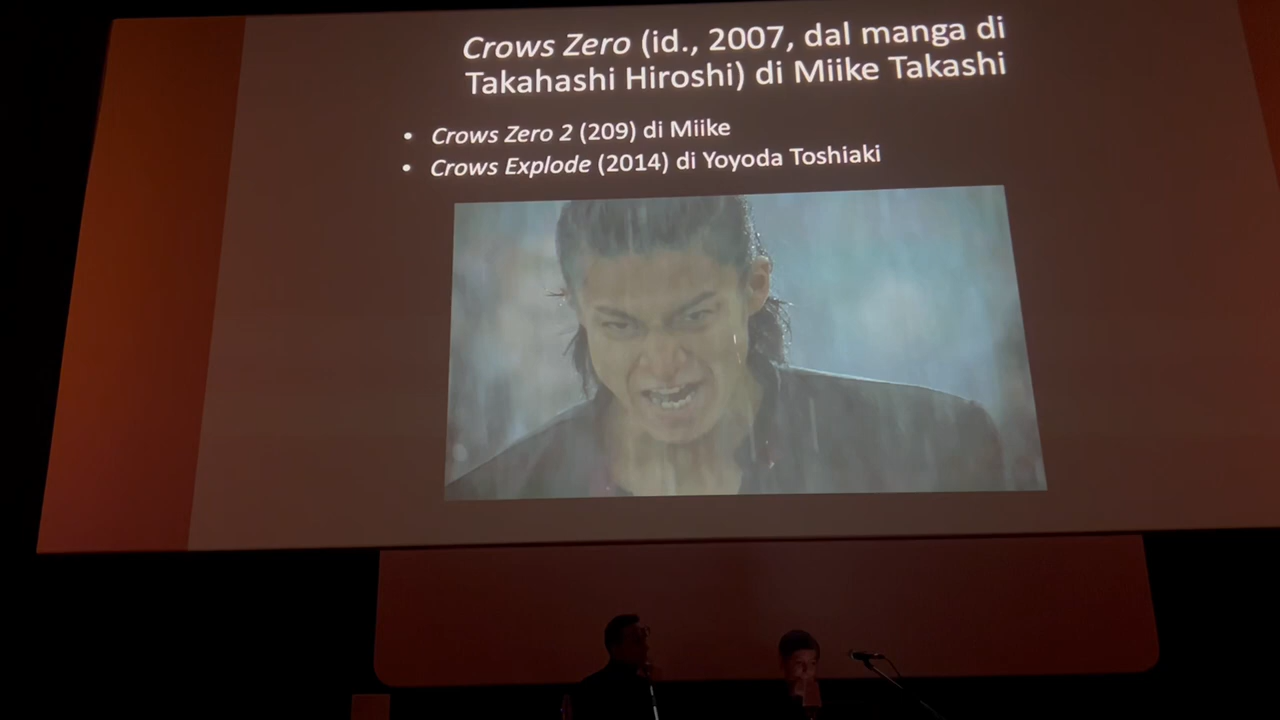 Crows Zero (id., 2007, dal manga di
Takahashi Hiroshi) di Miike Takashi
• Crows Zero 2 (209) di Miike
• Crows Explode (2014) di Yoyoda Toshiaki